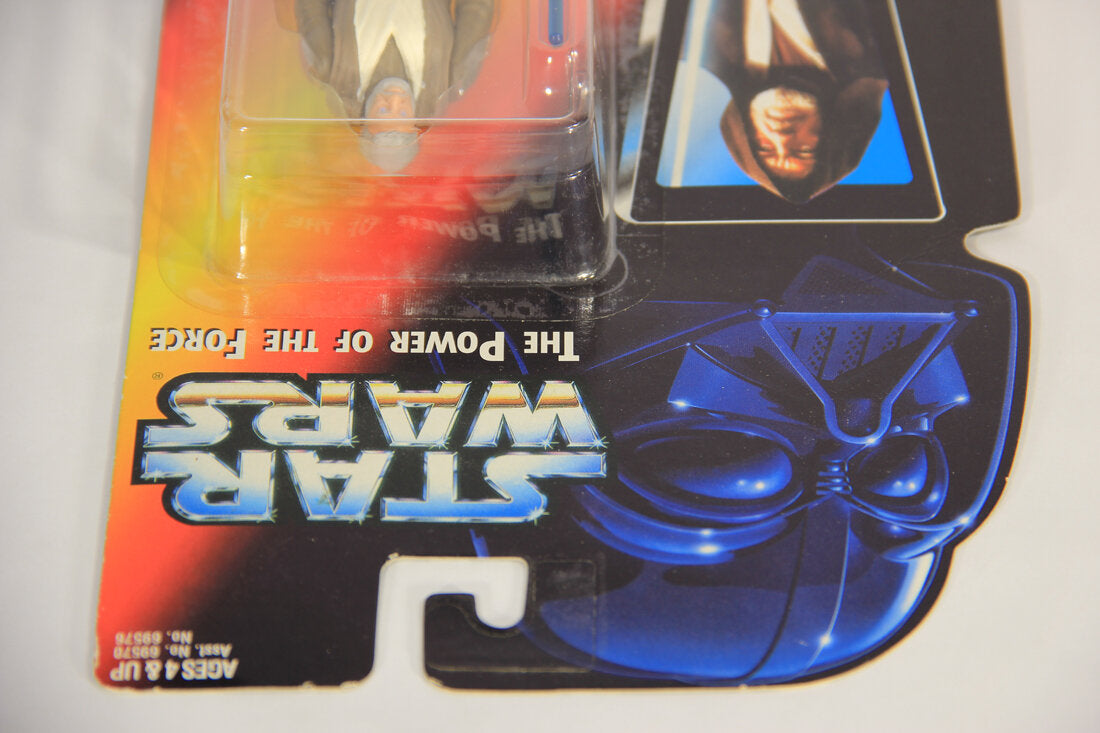 AGES 4 & UP
Asst. No. 69570
No. 69576
STAR
WARS
®
THE POWER OF THE FORCE